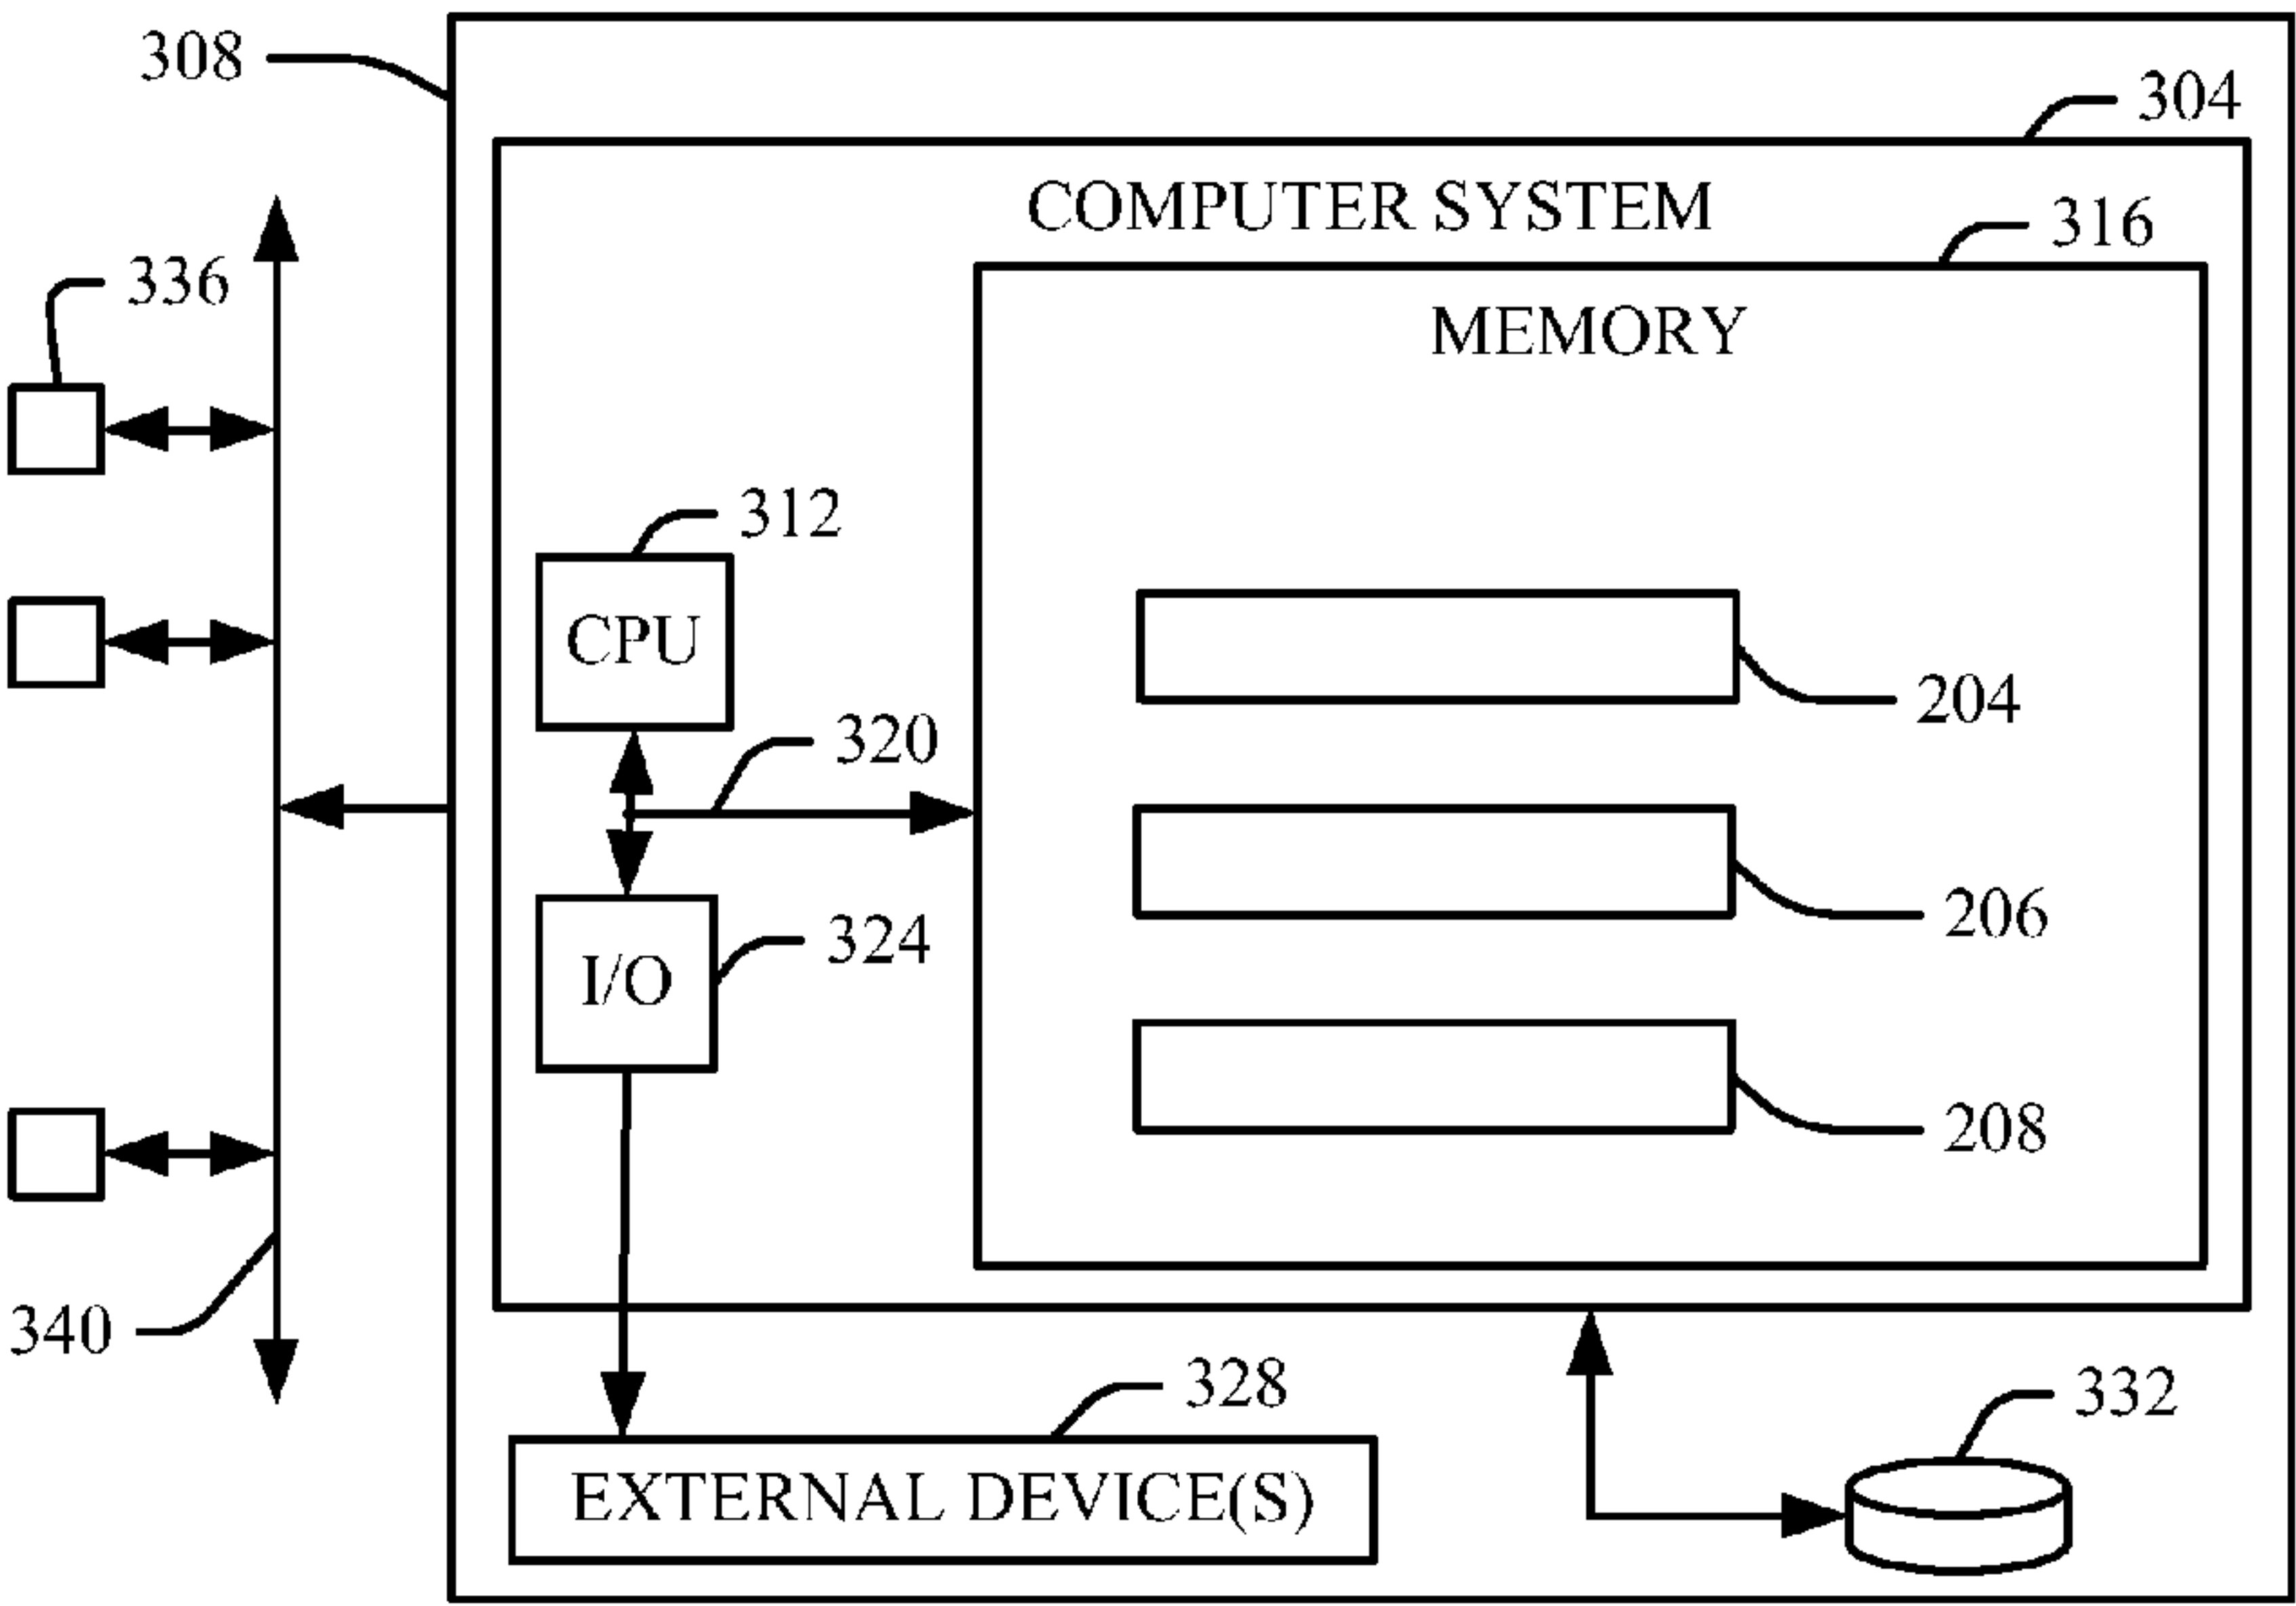 308
304
COMPUTER SYSTEM
316
MEMORY
336
312
CPU
204
320
206
324
I/O
208
340
328
332
EXTERNAL DEVICE(S)